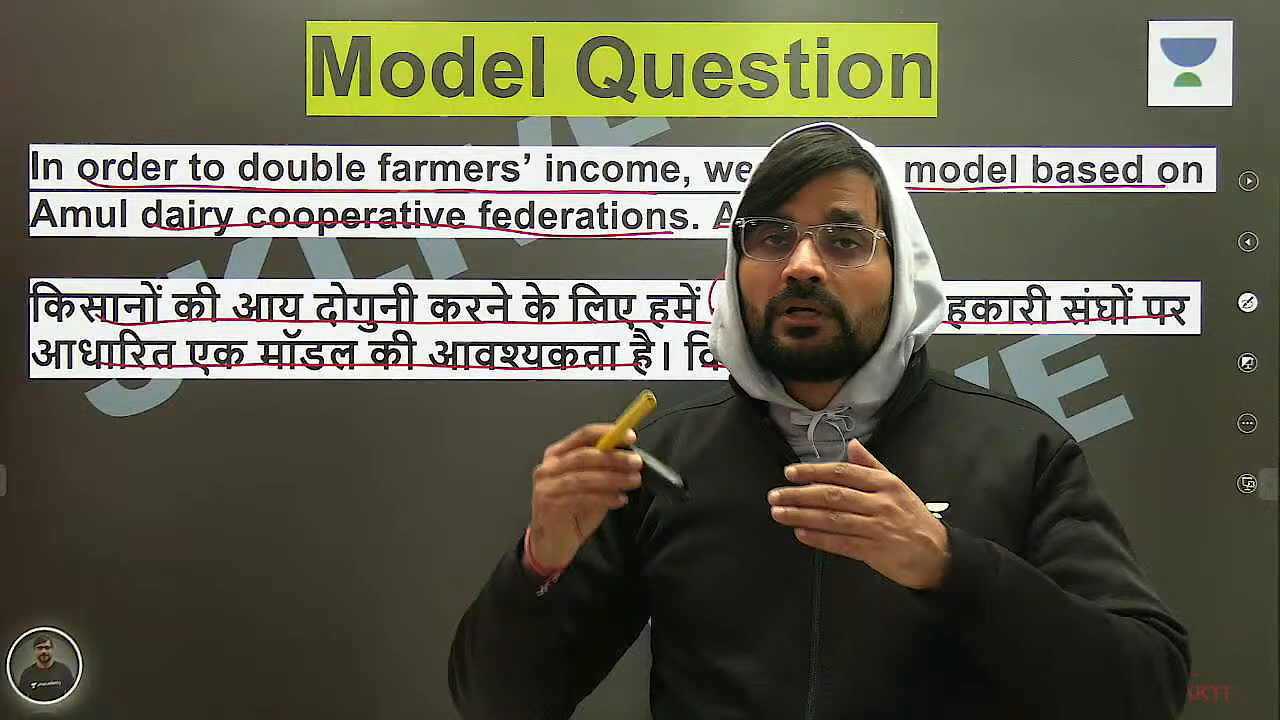 Model Question
In order to double farmers’ income, we model based on
Amul dairy cooperative federations. A
किसानों की आय दोगुनी करने के लिए हमें हकारी संघों पर
आधारित एक मॉडल की आवश्यकता है। वि